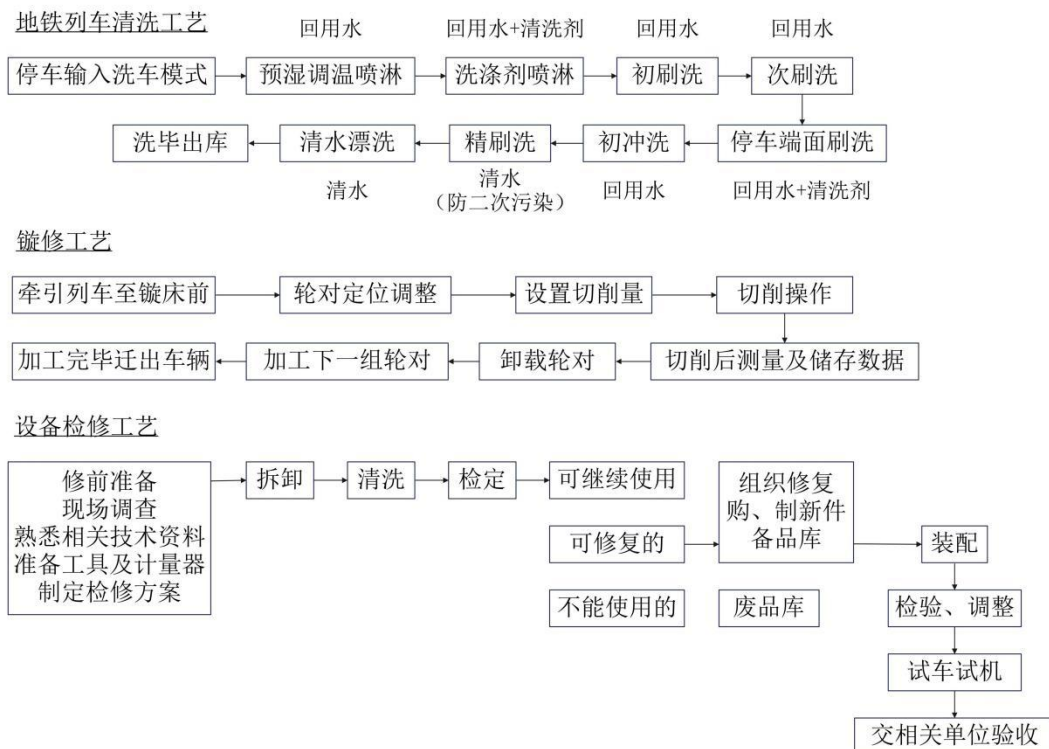 地铁列车清洗工艺
回用水
回用水+清洗剂
回用水
回用水
停车输入洗车模式
预湿调温喷淋
洗涤剂喷淋
初刷洗
次刷洗
洗毕出库
清水漂洗
精刷洗
初冲洗
停车端面刷洗
清水
清水
（防二次污染）
回用水
回用水+清洗剂
镟修工艺
牵引列车至镟床前
轮对定位调整
设置切削量
切削操作
加工完毕迁出车辆
加工下一组轮对
卸载轮对
切削后测量及储存数据
设备检修工艺
修前准备
现场调查
熟悉相关技术资料
准备工具及计量器
制定检修方案
拆卸
清洗
检定
可继续使用
可修复的
不能使用的
组织修复
购、制新件
备品库
废品库
装配
检验、调整
试车试机
交相关单位验收